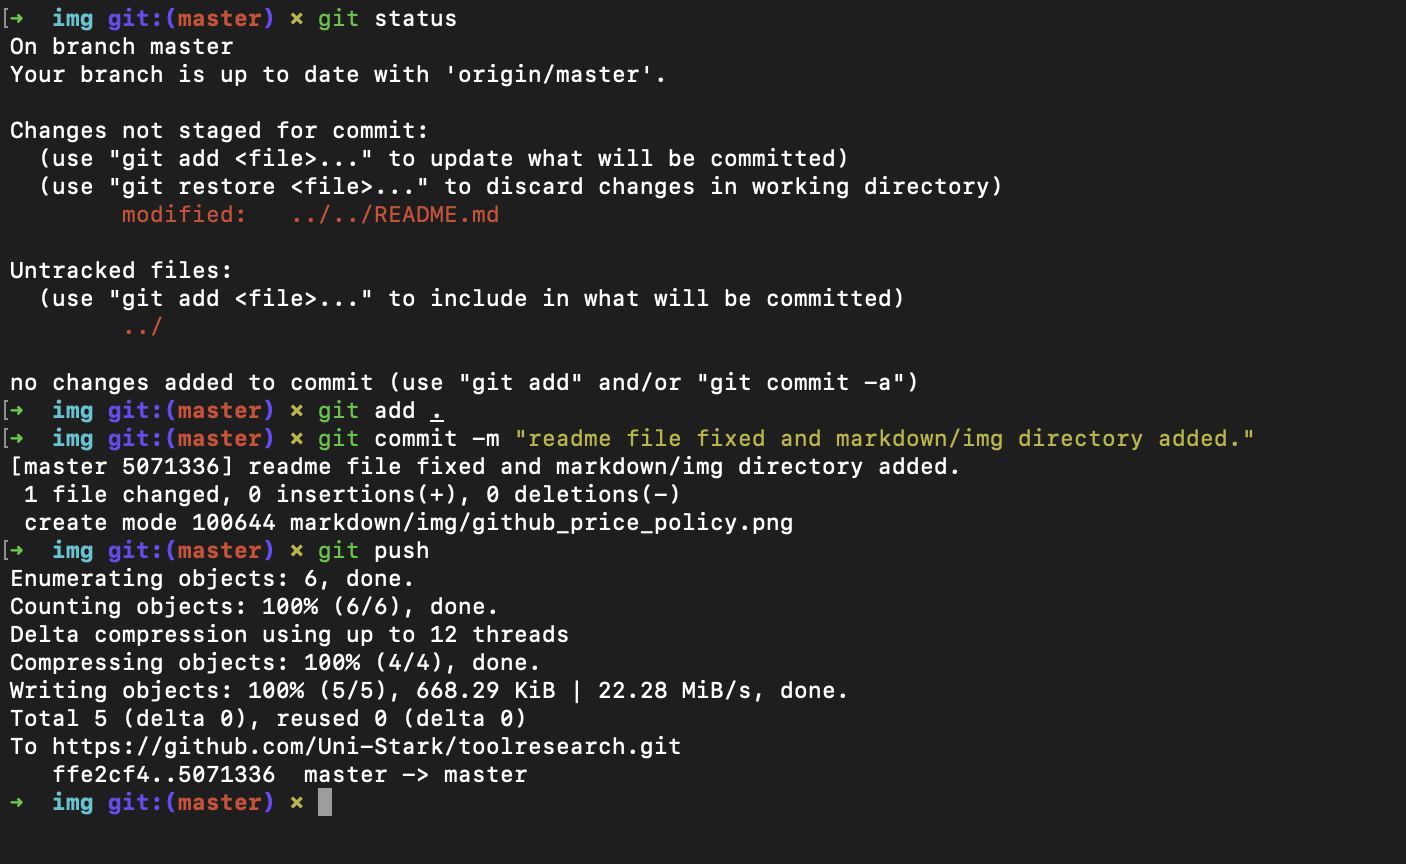 [➜  img git:(master) ✗ git status
On branch master
Your branch is up to date with 'origin/master'.
Changes not staged for commit:
  (use "git add <file>..." to update what will be committed)
  (use "git restore <file>..." to discard changes in working directory)
        modified:   ../../README.md
Untracked files:
  (use "git add <file>..." to include in what will be committed)
        ../
no changes added to commit (use "git add" and/or "git commit -a")
[➜  img git:(master) ✗ git add .
[➜  img git:(master) ✗ git commit -m "readme file fixed and markdown/img directory added."
[master 5071336] readme file fixed and markdown/img directory added.
 1 file changed, 0 insertions(+), 0 deletions(-)
 create mode 100644 markdown/img/github_price_policy.png
[➜  img git:(master) ✗ git push
Enumerating objects: 6, done.
Counting objects: 100% (6/6), done.
Delta compression using up to 12 threads
Compressing objects: 100% (4/4), done.
Writing objects: 100% (5/5), 668.29 KiB | 22.28 MiB/s, done.
Total 5 (delta 0), reused 0 (delta 0)
To https://github.com/Uni-Stark/toolresearch.git
   ffe2cf4..5071336  master -> master
➜  img git:(master) ✗